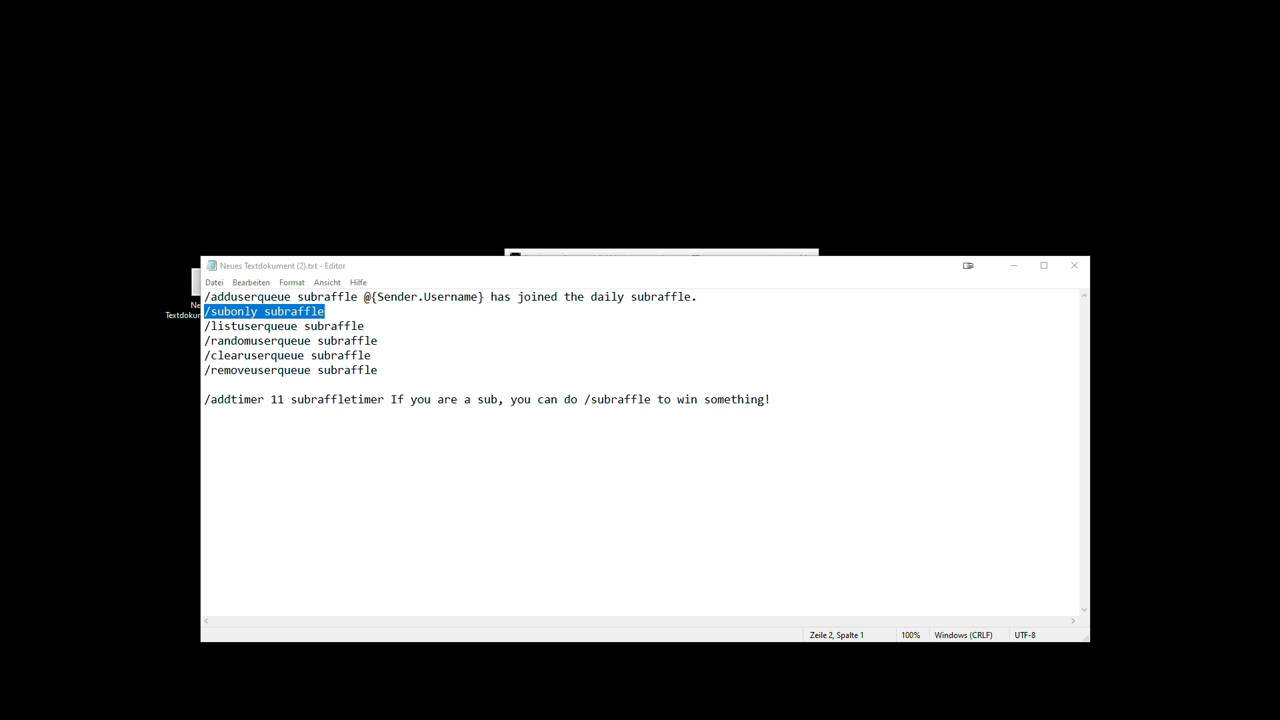 Neues Textdokument (2).txt - Editor
Datei Bearbeiten Format Ansicht Hilfe
/adduserqueue subraffle @{Sender.Username} has joined the daily subraffle.
/subonly subraffle
/listuserqueue subraffle
/randomuserqueue subraffle
/clearuserqueue subraffle
/removeuserqueue subraffle
/addtimer 11 subraffletimer If you are a sub, you can do /subraffle to win something!
Zeile 2, Spalte 1 100% Windows (CRLF) UTF-8